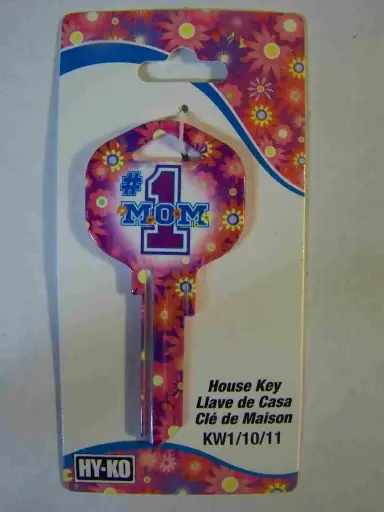 #1
MOM
House Key
Llave de Casa
Clé de Maison
KW1/10/11
HY-KO